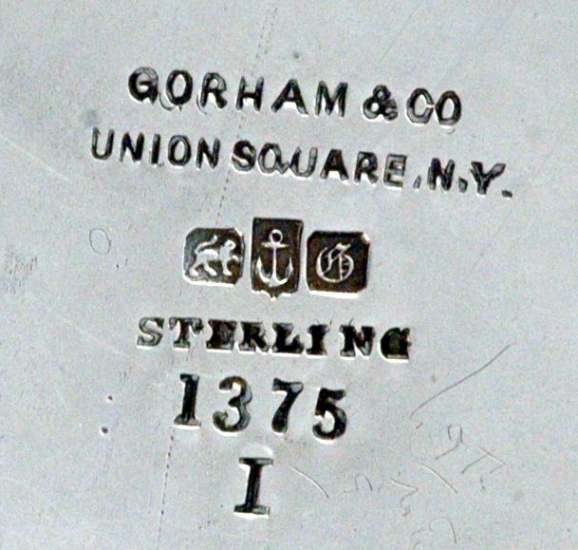 GORHAM & CO
UNION SQUARE, N.Y.
G
STERLING
1375
I